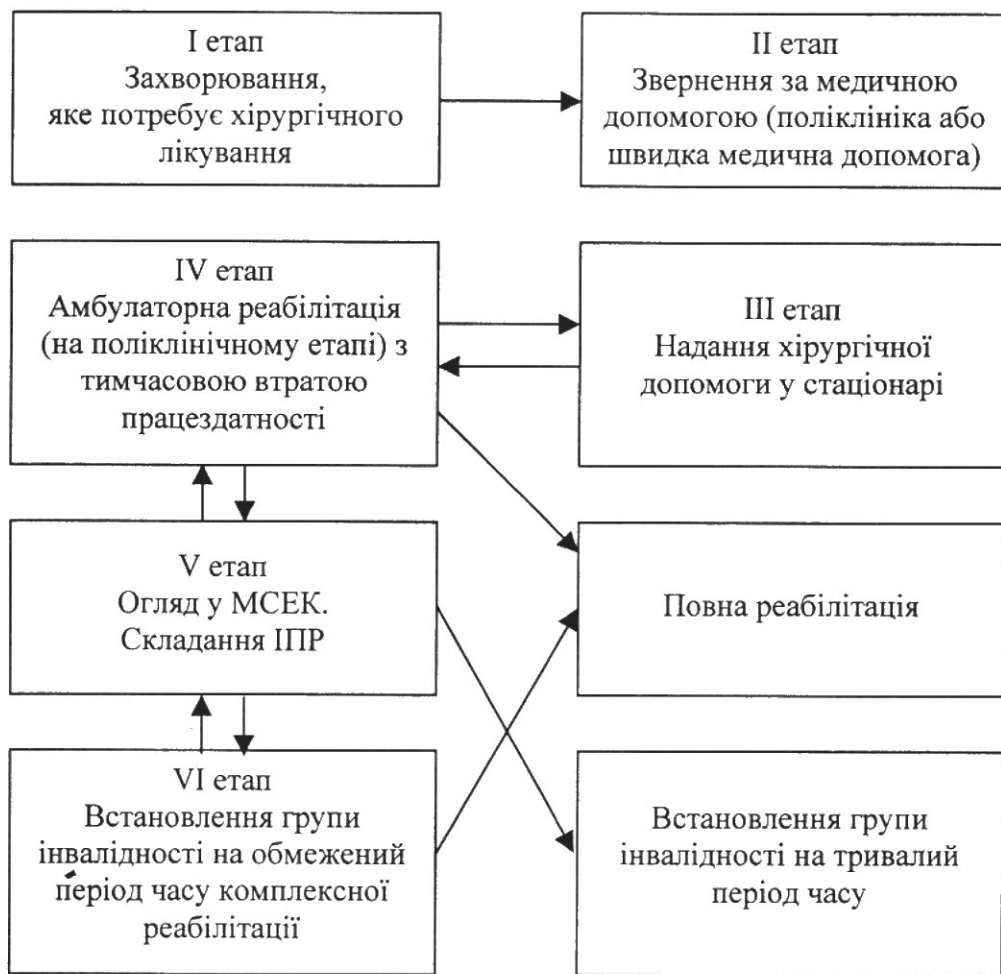 I етап
Захворювання,
яке потребує хірургічного
лікування
II етап
Звернення за медичною
допомогою (поліклініка або
швидка медична допомога)
IV етап
Амбулаторна реабілітація
(на поліклінічному етапі) з
тимчасовою втратою
працездатності
III етап
Надання хірургічної
допомоги у стаціонарі
V етап
Огляд у МСЕК.
Складання ІПР
Повна реабілітація
VI етап
Встановлення групи
інвалідності на обмежений
період часу комплексної
реабілітації
Встановлення групи
інвалідності на тривалий
період часу